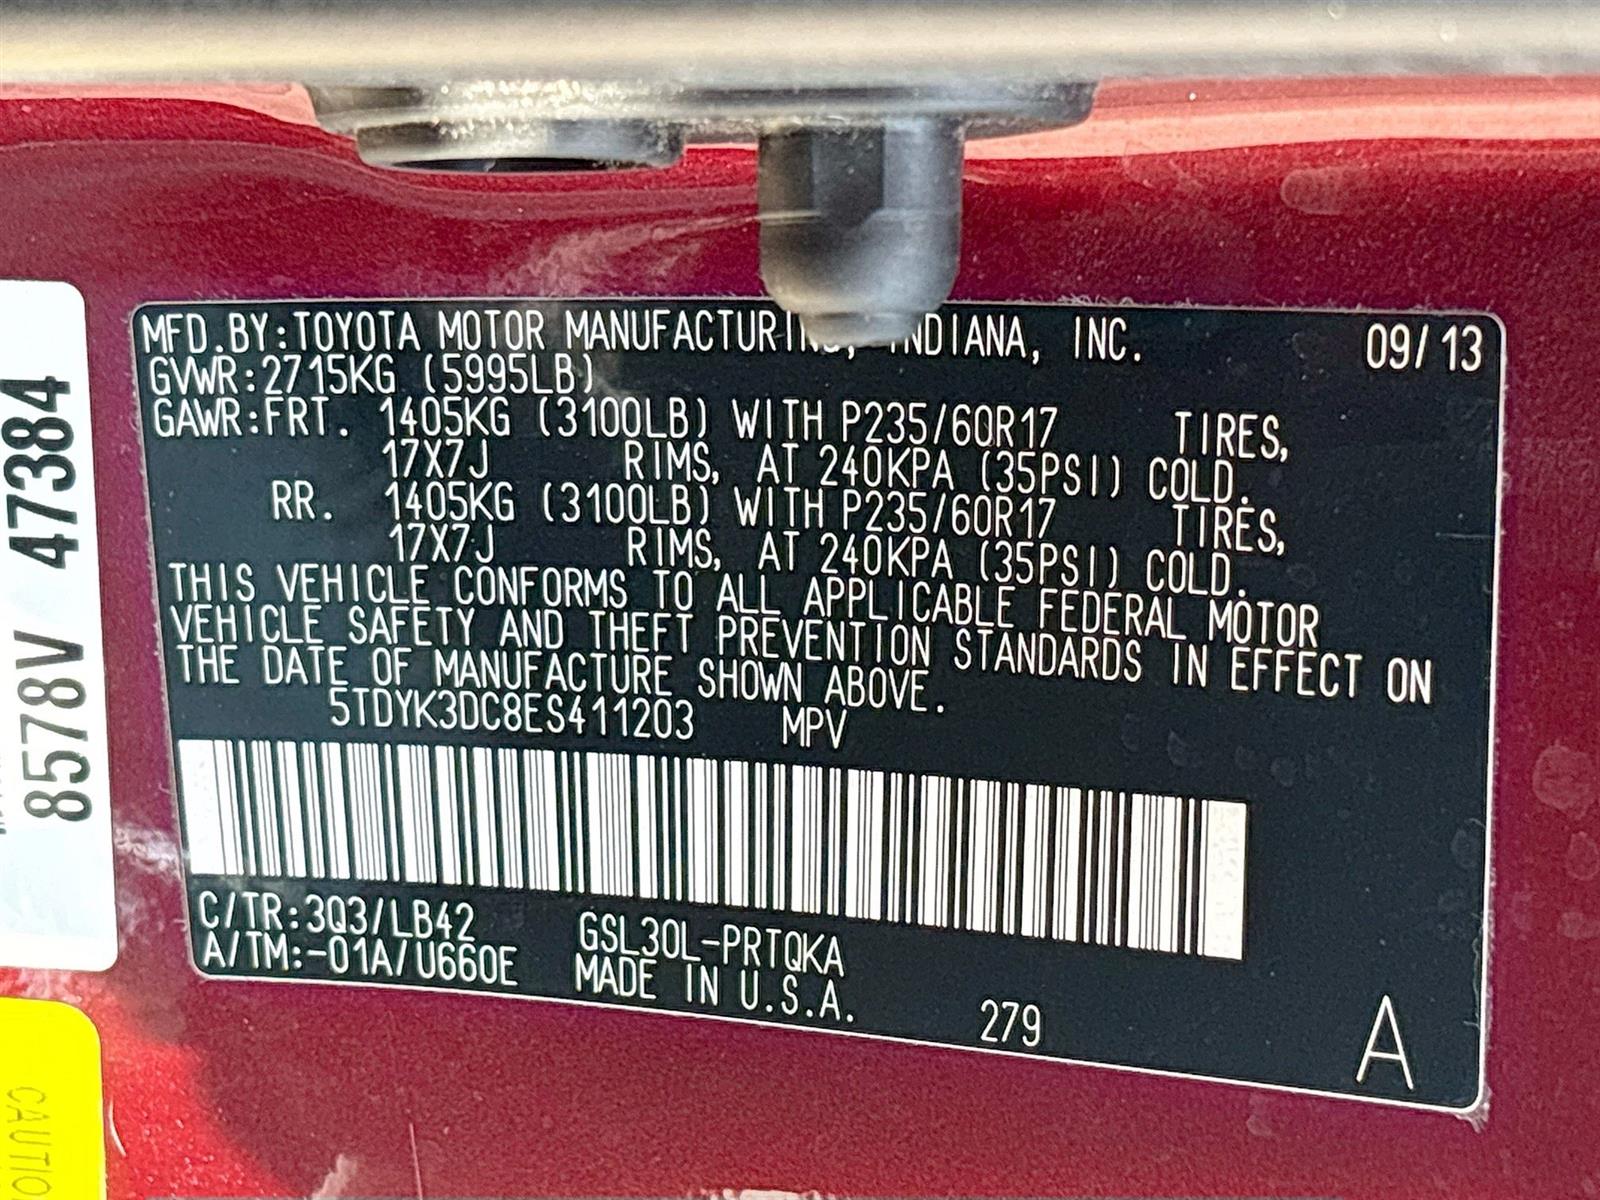 MFD.BY:TOYOTA MOTOR INDIANA, INC. 09/13
GVWR:2715KG (5995LB)
GAWR:FRT. 1405KG (3100LB) WITH P235/60R17 TIRES,
17X7J RIMS, AT 240KPA (35PSI) COLD.
RR. 1405KG (3100LB) WITH P235/60R17 TIRES,
17X7J RIMS, AT 240KPA (35PSI) COLD.
THIS VEHICLE CONFORMS TO ALL APPLICABLE FEDERAL MOTOR
VEHICLE SAFETY AND THEFT PREVENTION STANDARDS IN EFFECT ON
THE DATE OF MANUFACTURE SHOWN ABOVE.
5TDYK3DC8ES411203 MPV
C/TR:3Q3/LB42 GSL30L-PRTQKA
A/TM:-01A/U660E MADE IN U.S.A.
279 A
8578V 47384